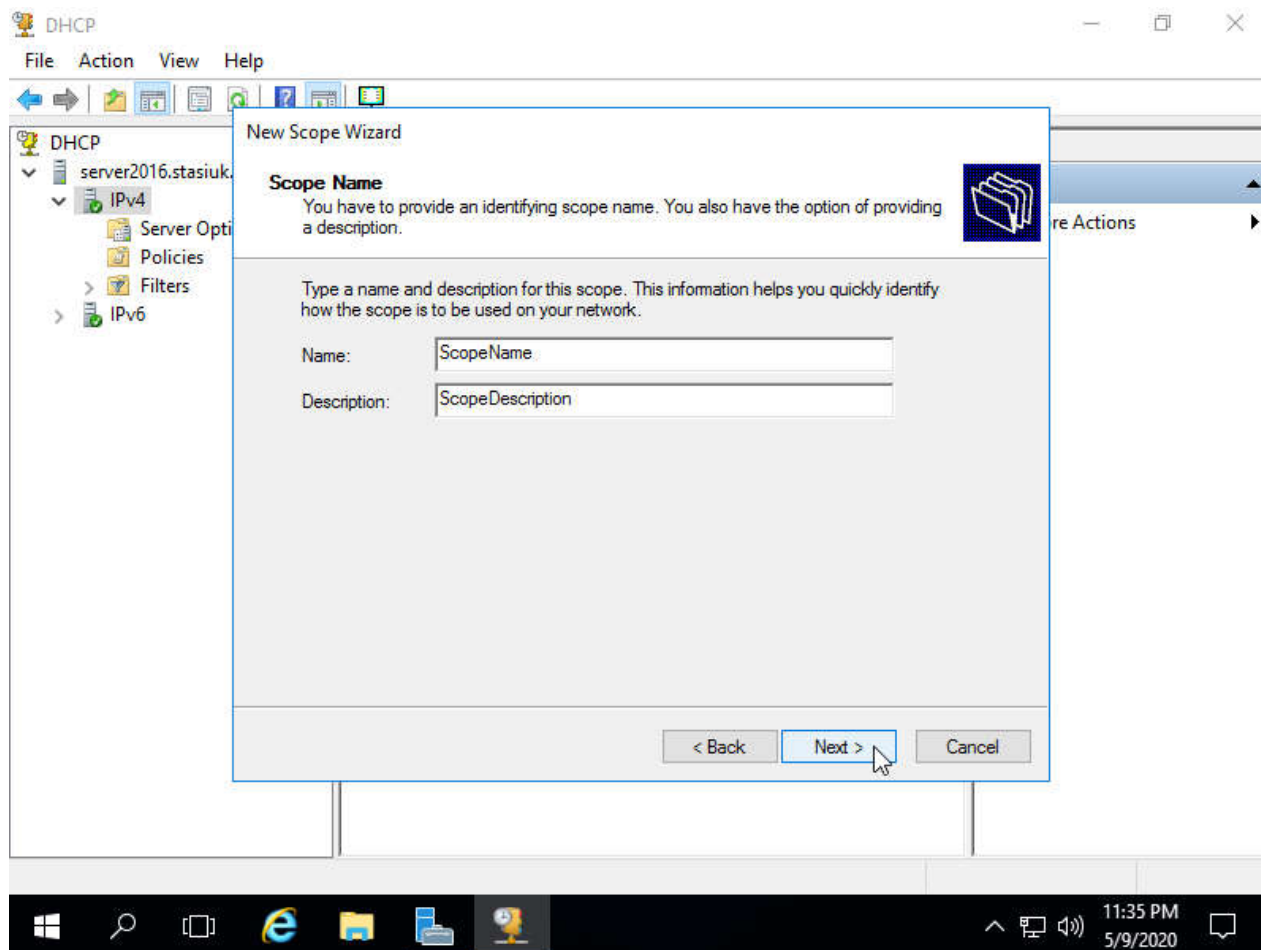 DHCP
File Action View Help
DHCP
server2016.stasiuk.
IPv4
Server Opti
Policies
Filters
IPv6
New Scope Wizard
Scope Name
You have to provide an identifying scope name. You also have the option of providing
a description.
Type a name and description for this scope. This information helps you quickly identify
how the scope is to be used on your network.
Name: ScopeName
Description: ScopeDescription
< Back Next > Cancel
re Actions
11:35 PM
5/9/2020